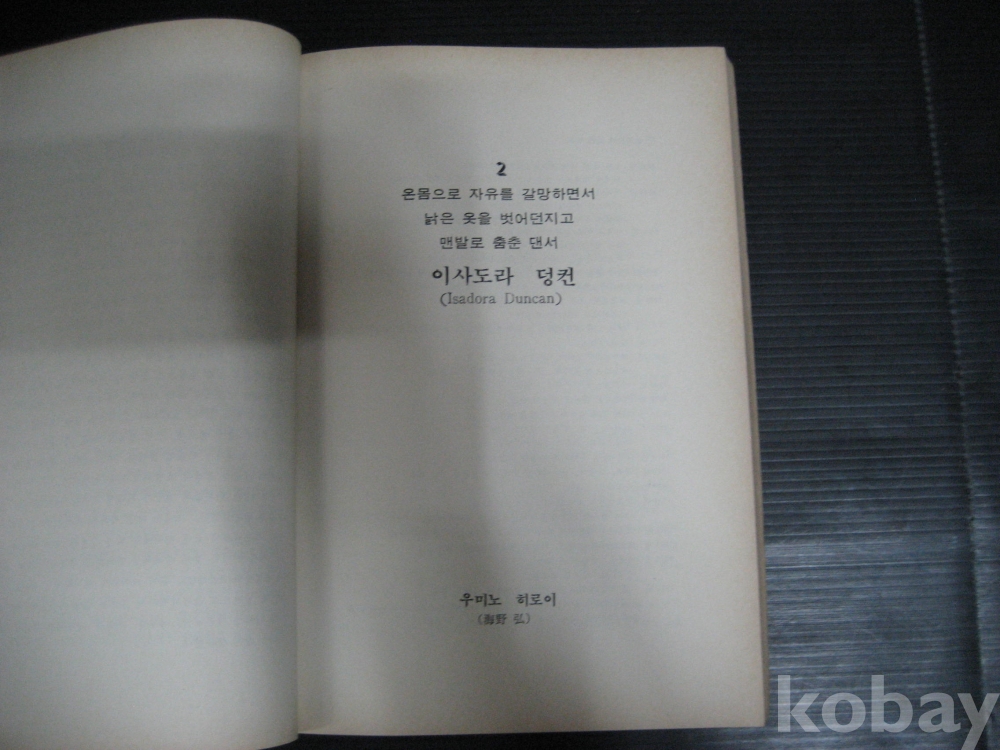 2
온몸으로 자유를 갈망하면서
낡은 옷을 벗어던지고
맨발로 춤춘 댄서
이사도라 덩컨
(Isadora Duncan)
우미노 히로이
(海野 弘)
kobay